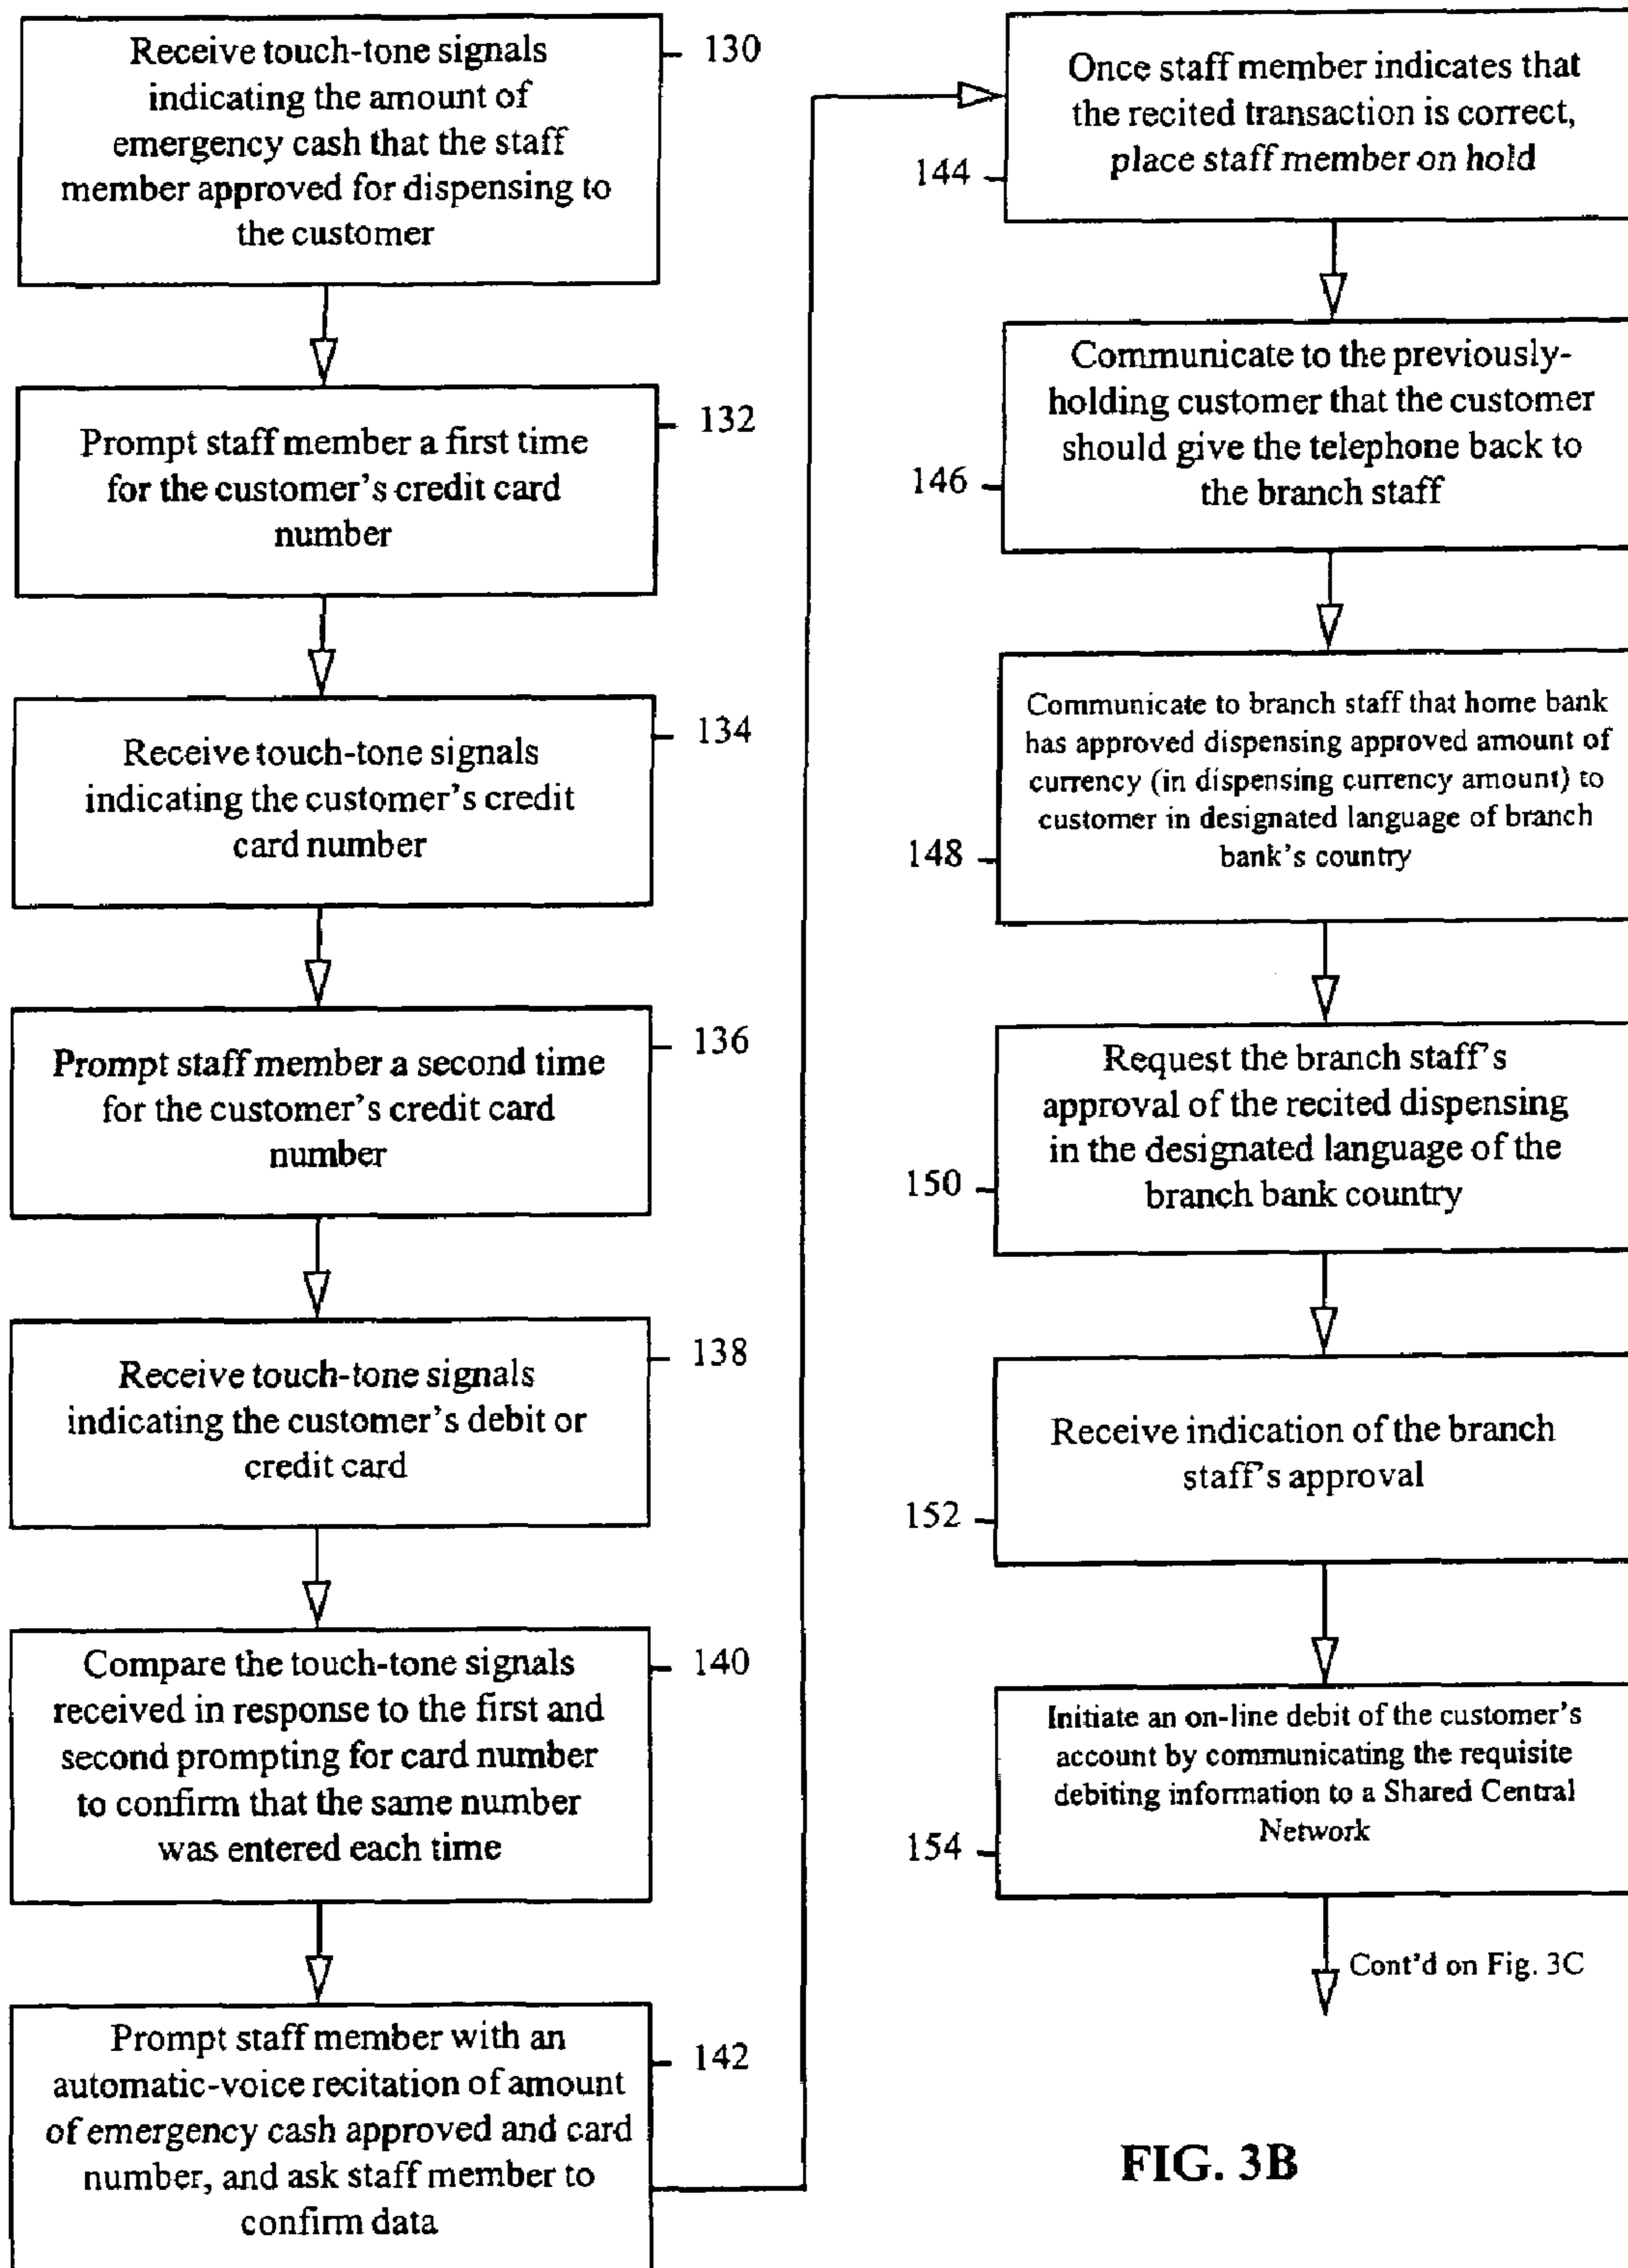 Receive touch-tone signals
indicating the amount of
emergency cash that the staff
member approved for dispensing to
the customer
130
Prompt staff member a first time
for the customer's credit card
number
132
Receive touch-tone signals
indicating the customer's credit
card number
134
Prompt staff member a second time
for the customer's credit card
number
136
Receive touch-tone signals
indicating the customer's debit or
credit card
138
Compare the touch-tone signals
received in response to the first and
second prompting for card number
to confirm that the same number
was entered each time
140
Prompt staff member with an
automatic-voice recitation of amount
of emergency cash approved and card
number, and ask staff member to
confirm data
142
Once staff member indicates that
the recited transaction is correct,
place staff member on hold
144
Communicate to the previously-
holding customer that the customer
should give the telephone back to
the branch staff
146
Communicate to branch staff that home bank
has approved dispensing approved amount of
currency (in dispensing currency amount) to
customer in designated language of branch
bank's country
148
Request the branch staff's
approval of the recited dispensing
in the designated language of the
branch bank country
150
Receive indication of the branch
staff's approval
152
Initiate an on-line debit of the customer's
account by communicating the requisite
debiting information to a Shared Central
Network
154
Cont'd on Fig. 3C
FIG. 3B